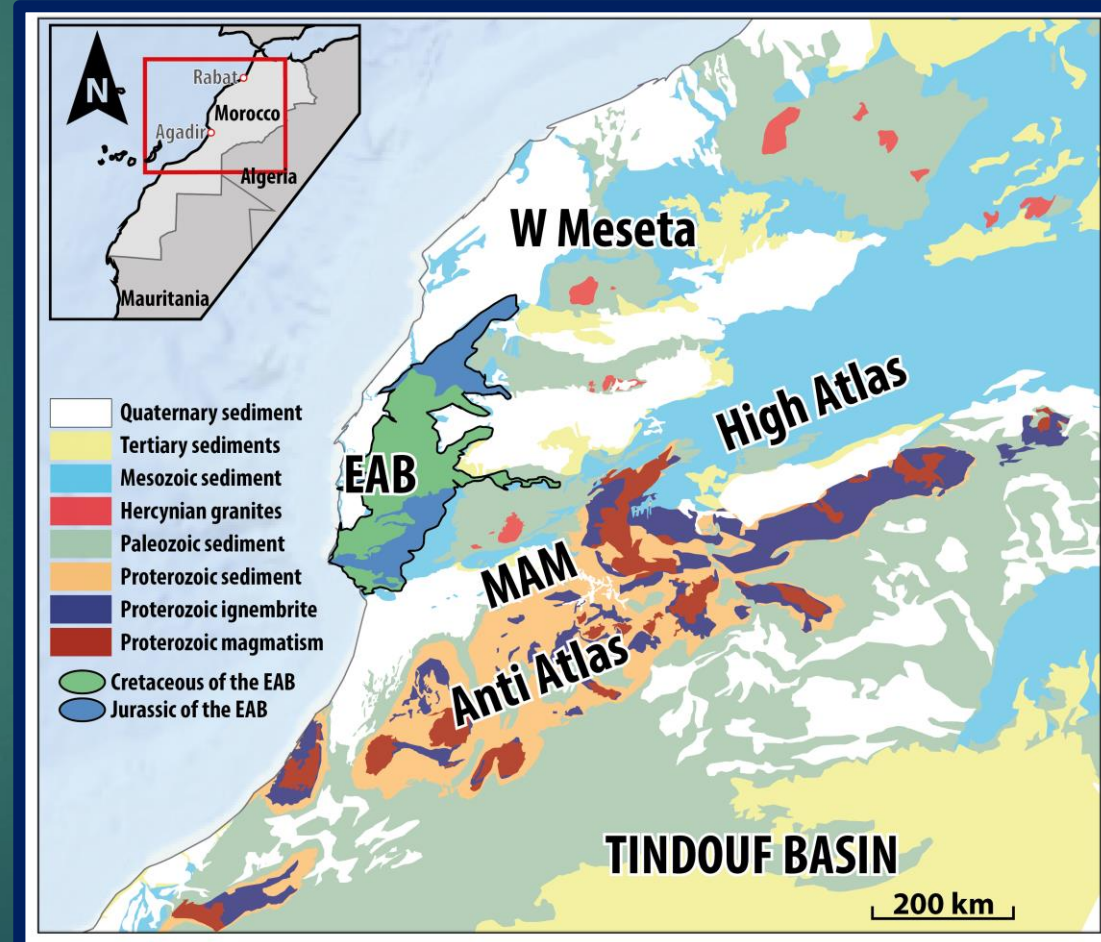 N
Rabat
Morocco
Agadir
Algeria
Mauritania
W Meseta
High Atlas
EAB
MAM
Anti Atlas
TINDOUF BASIN
200 km
Quaternary sediment
Tertiary sediments
Mesozoic sediment
Hercynian granites
Paleozoic sediment
Proterozoic sediment
Proterozoic ignembrite
Proterozoic magmatism
Cretaceous of the EAB
Jurassic of the EAB